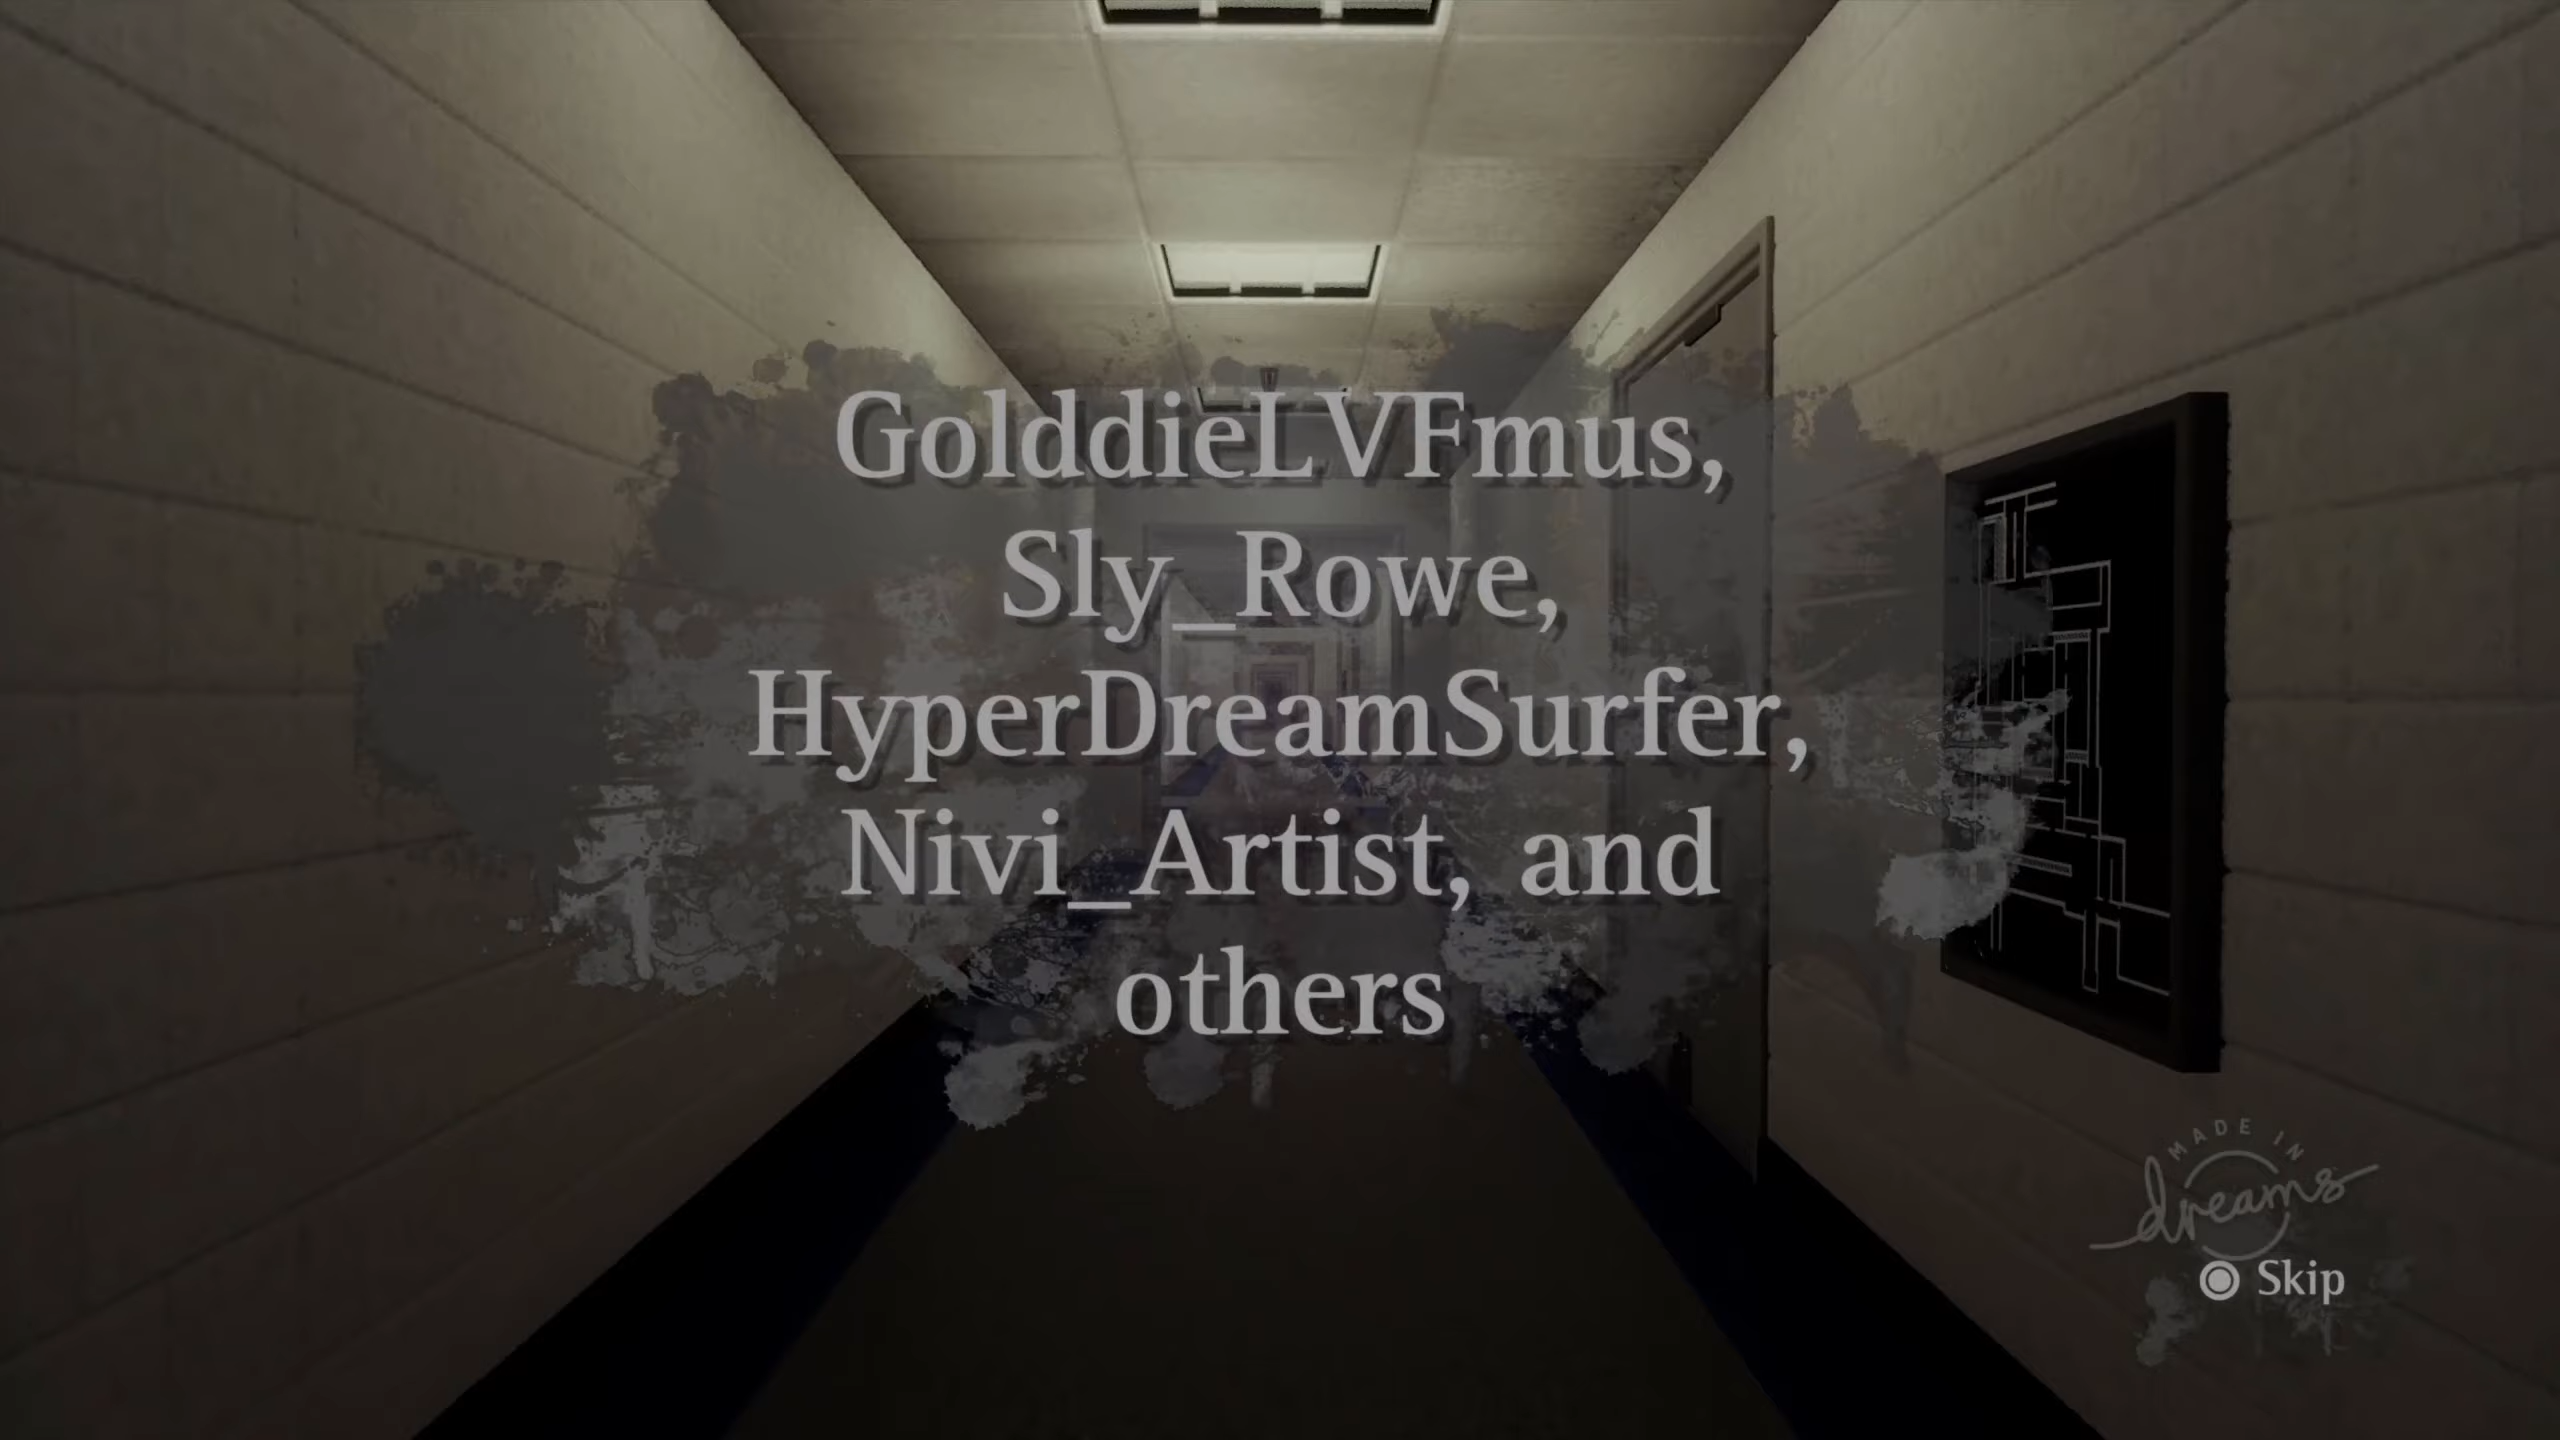 GolddieLVFmus,
Sly_Rowe,
HyperDreamSurfer,
Nivi_Artist, and
others
MADE IN
dreams
Skip